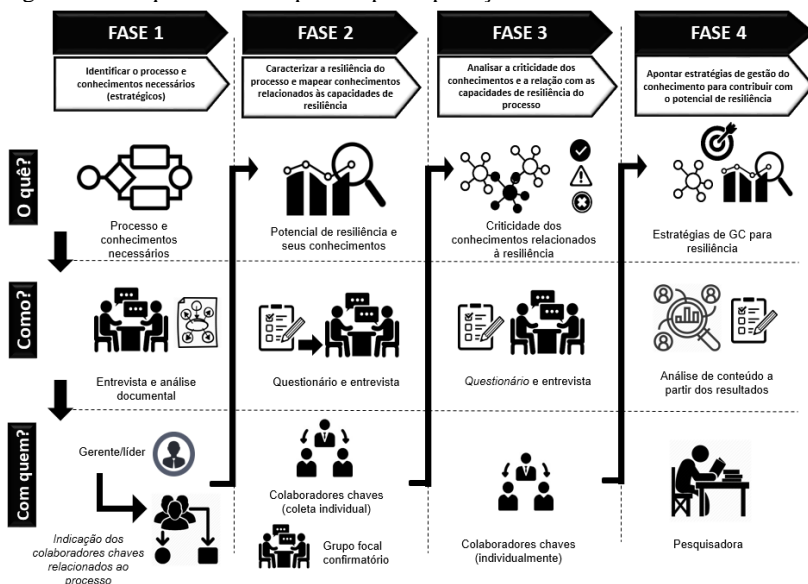 FASE 1
FASE 2
FASE 3
FASE 4
Identificar o processo e
conhecimentos necessários
(estratégicos)
Caracterizar a resiliência do
processo e mapear conhecimentos
relacionados às capacidades de
resiliência
Analisar a criticidade dos
conhecimentos e a relação com as
capacidades de resiliência do
processo
Apontar estratégias de gestão do
conhecimento para contribuir com
o potencial de resiliência
O quê?
Processo e
conhecimentos
necessários
Potencial de resiliência e
seus conhecimentos
Criticidade dos
conhecimentos relacionados
à resiliência
Estratégias de GC para
resiliência
Como?
Entrevista e análise
documental
Questionário e entrevista
Questionário e entrevista
Análise de conteúdo a
partir dos resultados
Com quem?
Gerente/líder
Indicação dos
colaboradores chaves
relacionados ao
processo
Colaboradores chaves
(coleta individual)
Grupo focal
confirmatório
Colaboradores chaves
(individualmente)
Pesquisadora